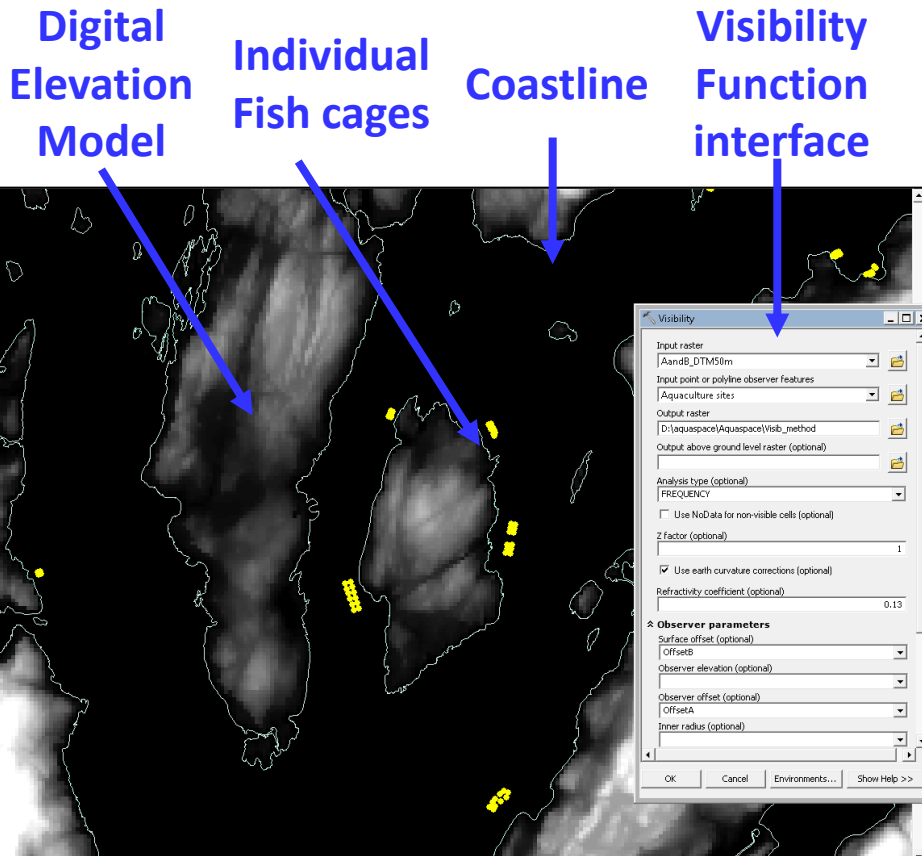 Digital
Elevation
Model
Individual
Fish cages
Coastline
Visibility
Function
interface
Visibility
Input raster
AandB_DTM50m
Input point or polyline observer features
Aquaculture sites
Output raster
D:\aquaspace\Aquaspace\Visib_method
Output above ground level raster (optional)
Analysis type (optional)
FREQUENCY
Use NoData for non-visible cells (optional)
Z factor (optional)
1
Use earth curvature corrections (optional)
Refractivity coefficient (optional)
0.13
Observer parameters
Surface offset (optional)
OffsetB
Observer elevation (optional)
Observer offset (optional)
OffsetA
Inner radius (optional)
OK Cancel Environments... Show Help >>